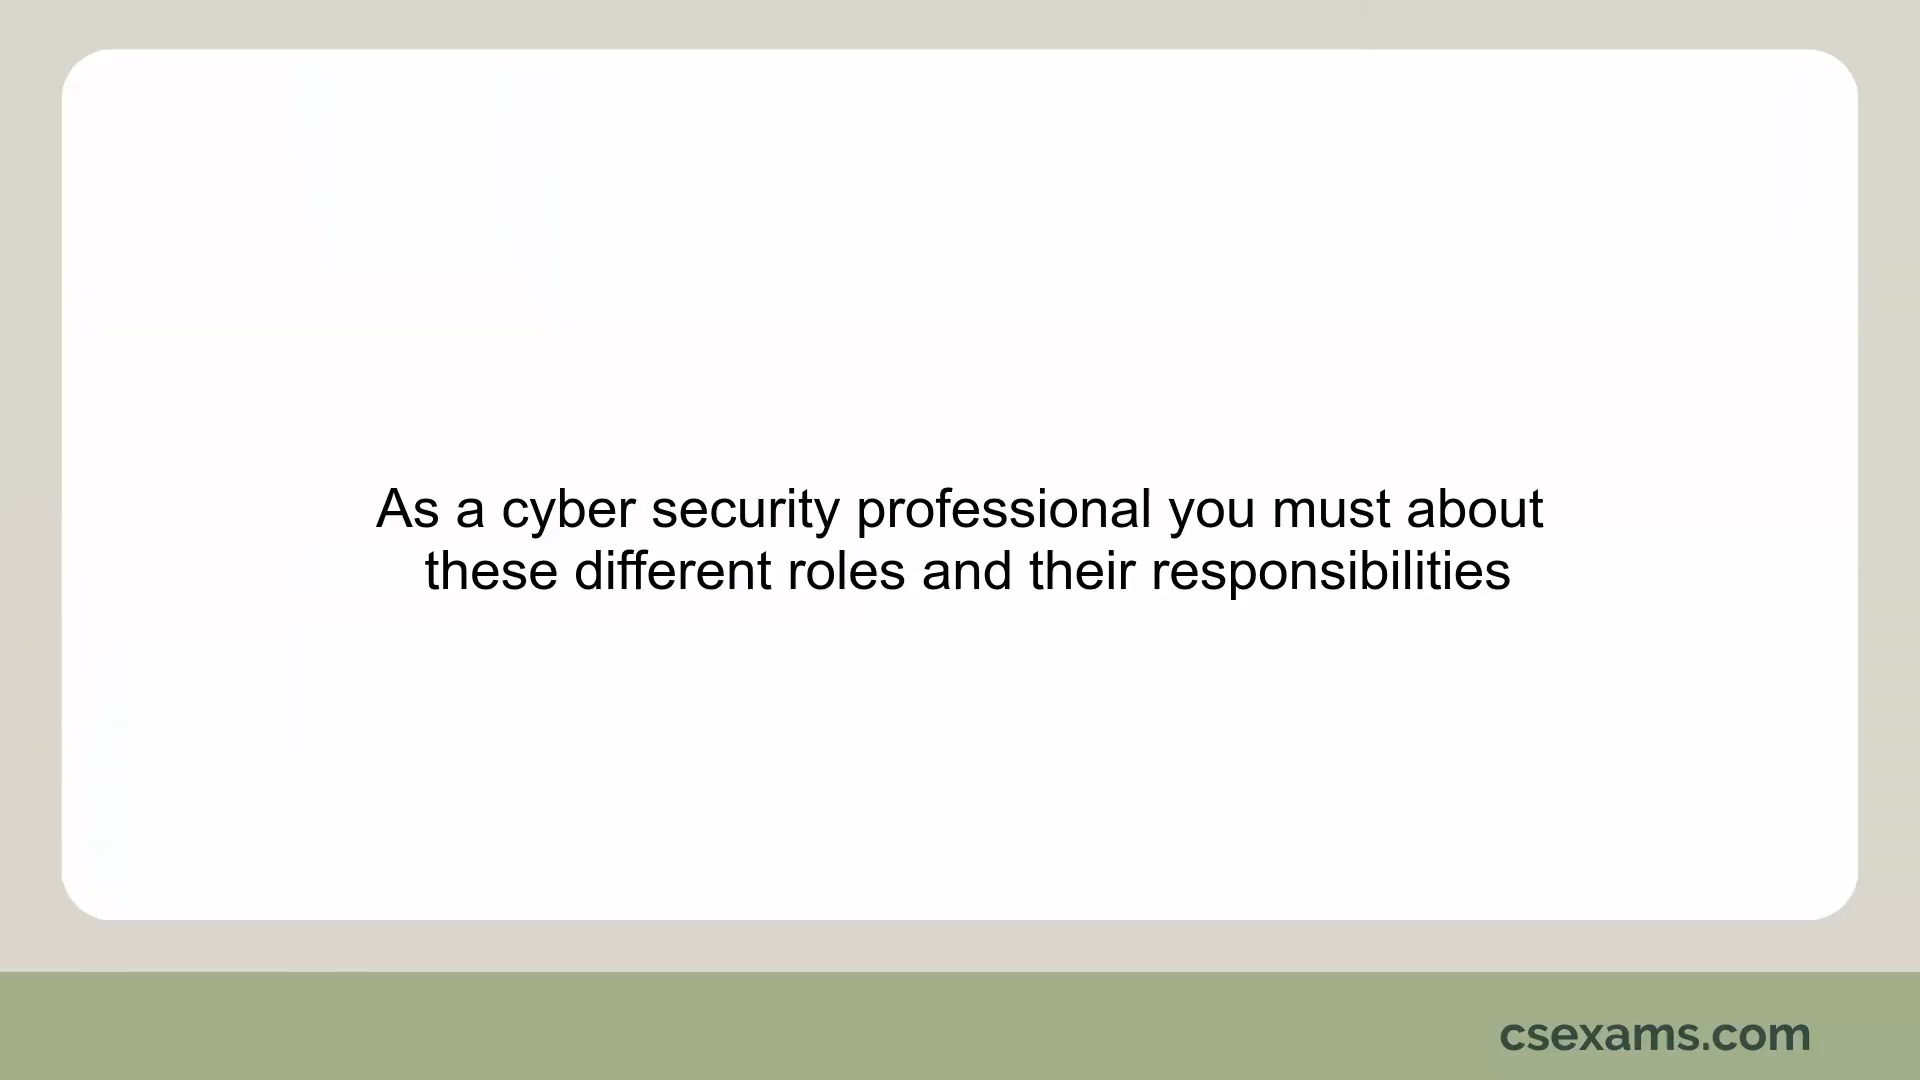 As a cyber security professional you must about
these different roles and their responsibilities
csexams.com